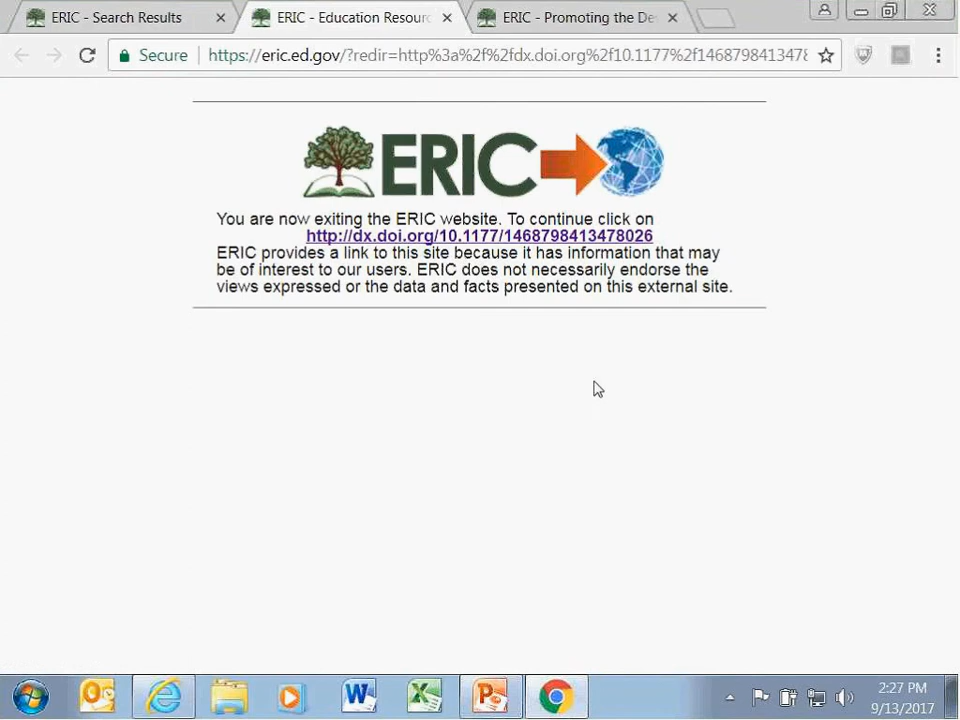 ERIC - Search Results
ERIC - Education Resour
ERIC - Promoting the De
Secure https://eric.ed.gov/?redir=http%3a%2f%2fdx.doi.org%2f10.1177%2f1468798413478
ERIC
You are now exiting the ERIC website. To continue click on
http://dx.doi.org/10.1177/1468798413478026
ERIC provides a link to this site because it has information that may
be of interest to our users. ERIC does not necessarily endorse the
views expressed or the data and facts presented on this external site.
2:27 PM
9/13/2017